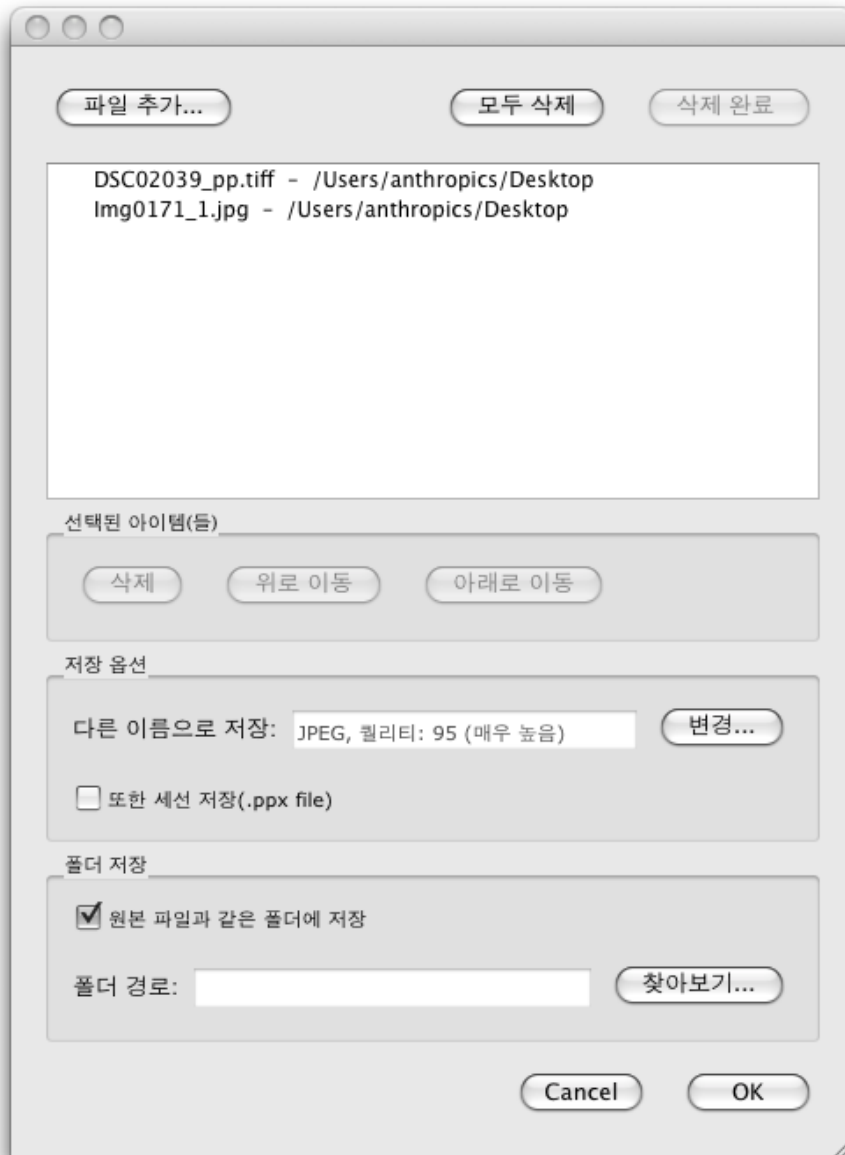 파일 추가... 모두 삭제 삭제 완료
DSC02039_pp.tiff - /Users/anthropics/Desktop
Img0171_1.jpg - /Users/anthropics/Desktop
선택된 아이템(들)
삭제 위로 이동 아래로 이동
저장 옵션
다른 이름으로 저장: JPEG, 퀄리티: 95 (매우 높음) 변경...
또한 세선 저장(.ppx file)
폴더 저장
원본 파일과 같은 폴더에 저장
폴더 경로: 찾아보기...
Cancel OK